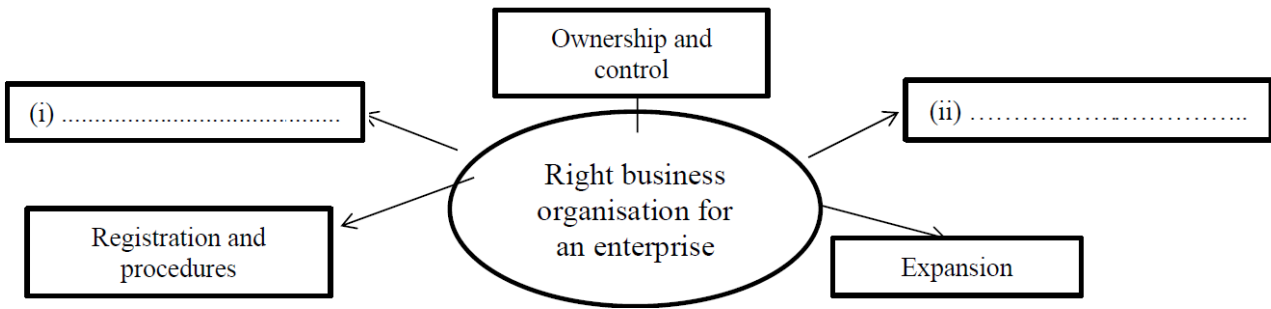 Ownership and
control
(i) ...........................................
(ii) ………………..…………...
Right business
organisation for
an enterprise
Registration and
procedures
Expansion